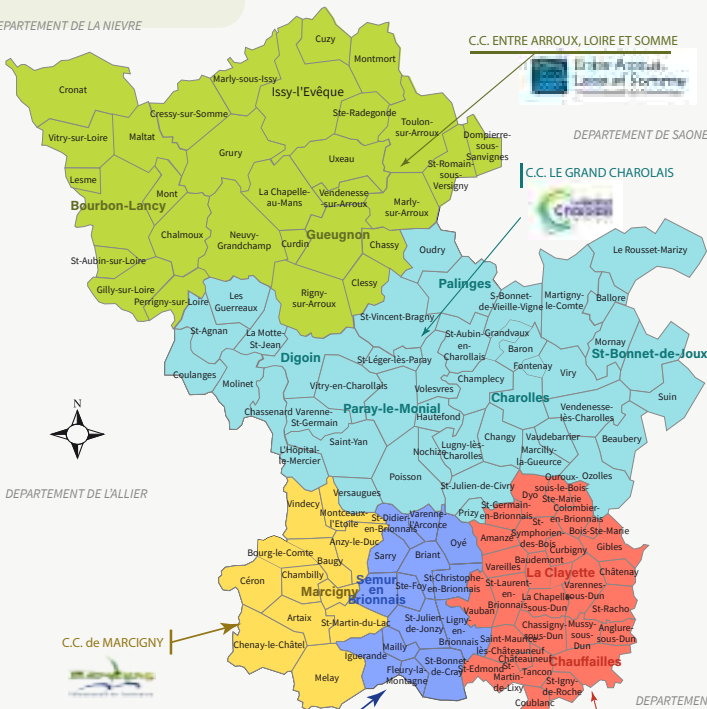 EPARTEMENT DE LA NIEVRE
C.C. ENTRE ARROUX, LOIRE ET SOMME
Entre Arroux,
Loire et Somme
DEPARTEMENT DE SAONE
C.C. LE GRAND CHAROLAIS
Cuzy
Montmort
Marly-sous-Issy
Issy-l'Evêque
Cronat
Cressy-sur-Somme
Ste-Radegonde
Toulon-
sur-Arroux
Dompierre-
sous-
Sanvignes
Vitry-sur-Loire
Maltat
Grury
Uxeau
St-Romain-
sous-
Versigny
Lesme
Mont
La Chapelle-
au-Mans
Vendenesse
-sur-Arroux
Marly-
sur-Arroux
Bourbon-Lancy
Chalmoux
Neuvy-
Grandchamp
Curdin
Gueugnon
Chassy
St-Aubin-sur-Loire
Gilly-sur-Loire
Perrigny-sur-Loire
Rigny-
sur-Arroux
Clessy
Oudry
Le Rousset-Marizy
Palinges
Les
Guerreaux
St-Vincent-Bragny
S-Bonnet-
de-Vieille-Vigne
Martigny-
le-Comte
Ballore
St-Agnan
La Motte-
St-Jean
St-Aubin-
en-
Charollais
Grandvaux
Baron
Mornay
St-Bonnet-de-Joux
Digoin
St-Léger-lès-Paray
Fontenay
Viry
Coulanges
Molinet
Vitry-en-Charollais
Volesvres
Champlecy
Charolles
Suin
Chassenard
Varenne-
St-Germain
Paray-le-Monial
Hautefond
Vendenesse-
lès-Charolles
Saint-Yan
Nochize
Lugny-lès-
Charolles
Changy
Vaudebarrier
Beaubery
L'Hôpital-
le-Mercier
Marcilly-
la-Gueurce
Poisson
St-Julien-de-Civry
Ozolles
N
DEPARTEMENT DE L'ALLIER
Versaugues
Vindecy
Montceaux-
l'Etoile
St-Didier-
en-Brionnais
Varenne-
l'Arconce
Prizy
St-Germain-
en-Brionnais
Dyo
Ouroux-
sous-le-Bois-
Ste-Marie
Colombier-
en-Brionnais
Anzy-le-Duc
Oyé
Amanzé
St-
Symphorien-
des-Bois
Bois-Ste-Marie
Gibles
Bourg-le-Comte
Baugy
Sarry
Briant
Curbigny
Baudemont
Vareilles
La Clayette
Châtenay
Céron
Chambilly
Marcigny
Semur
en
Brionnais
Ste-Foy
St-Christophe-
en-Brionnais
St-Laurent-
en-
Brionnais
La Chapelle-
sous-Dun
Varennes-
sous-Dun
St-Racho
Vauban
Artaix
St-Martin-du-Lac
St-Julien-
de-Jonzy
Ligny-
en-
Brionnais
Chassigny-
sous-Dun
Mussy-
sous-
Dun
Anglure-
sous-Dun
C.C. de MARCIGNY
Chenay-le-Châtel
Iguerande
Mailly
Saint-Maurice-
lès-Châteauneuf
Châteauneuf
Chauffailles
Melay
Fleury-la-
Montagne
St-Bonnet-
de-Cray
St-Edmond
St-
Martin-
de-Lixy
Tancon
St-Igny-
de-Roche
Coublanc
DEPARTEMEN